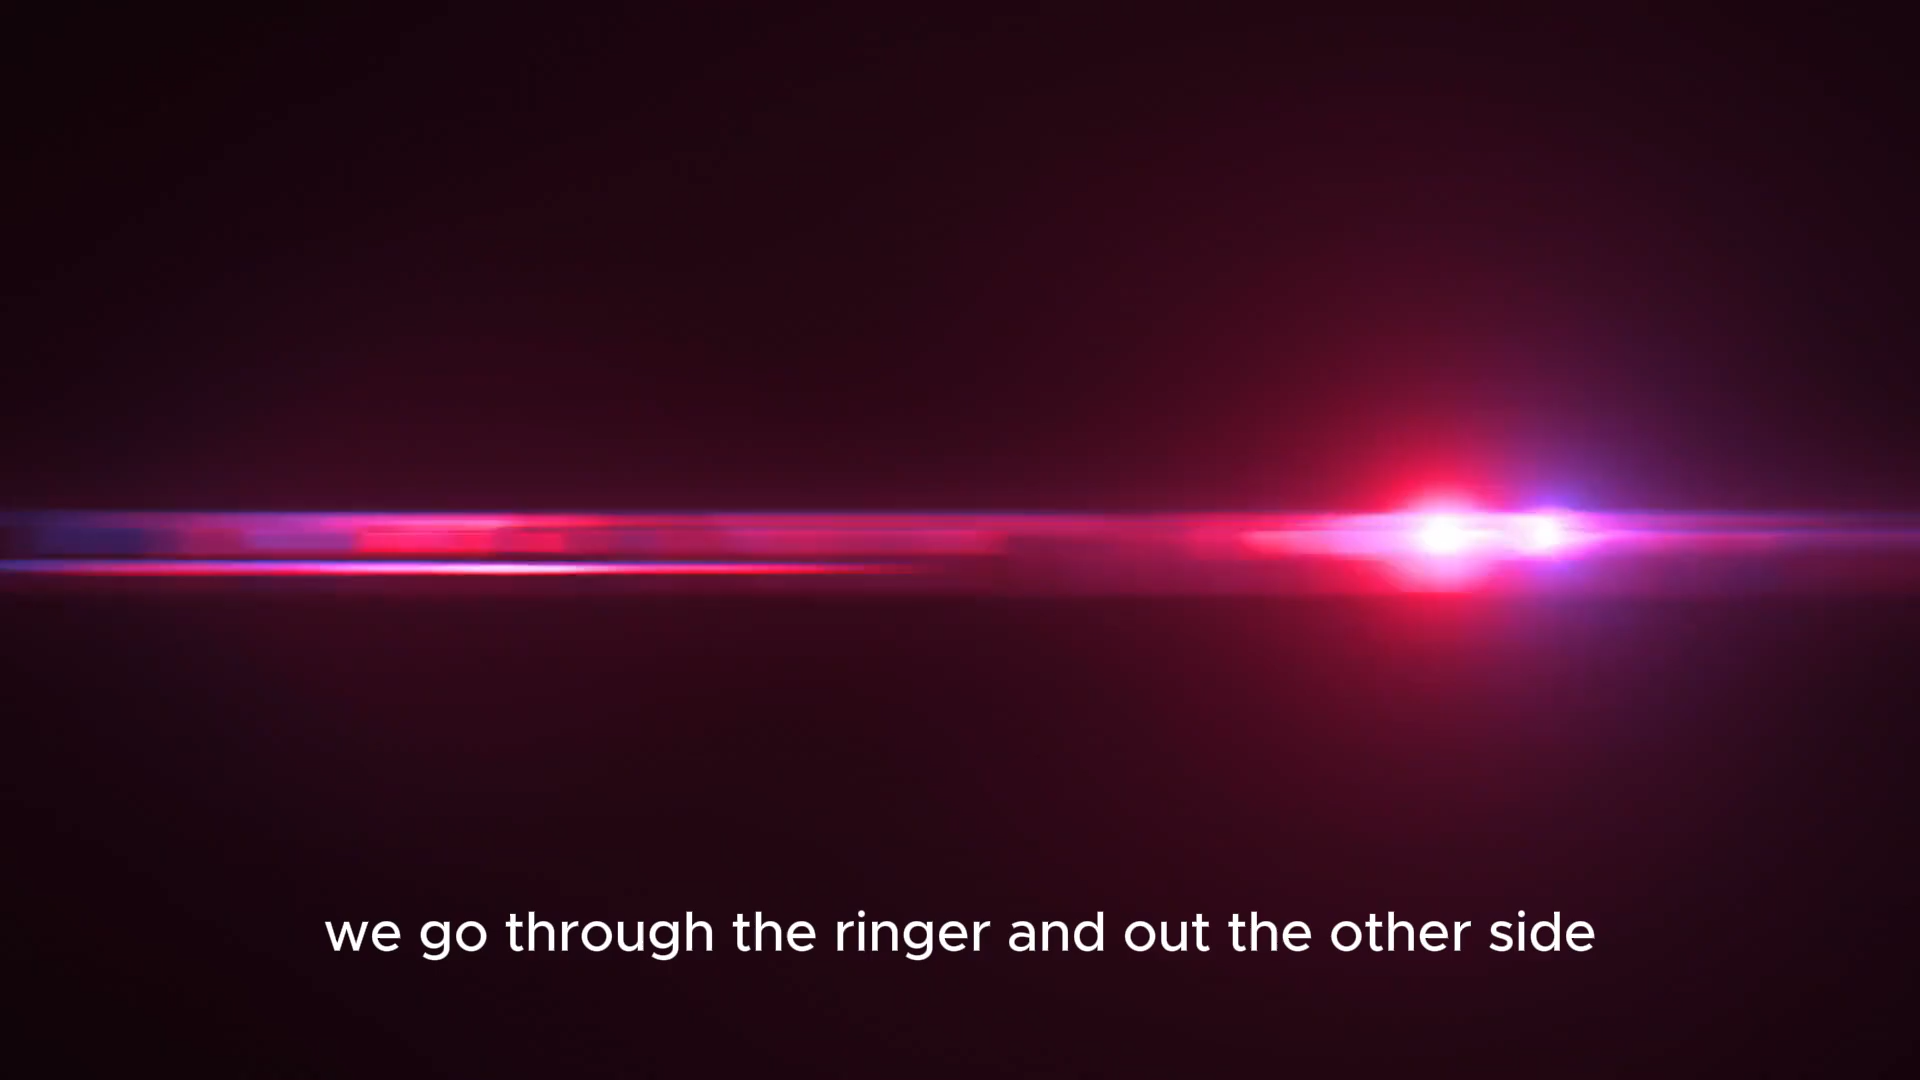 we go through the ringer and out the other side